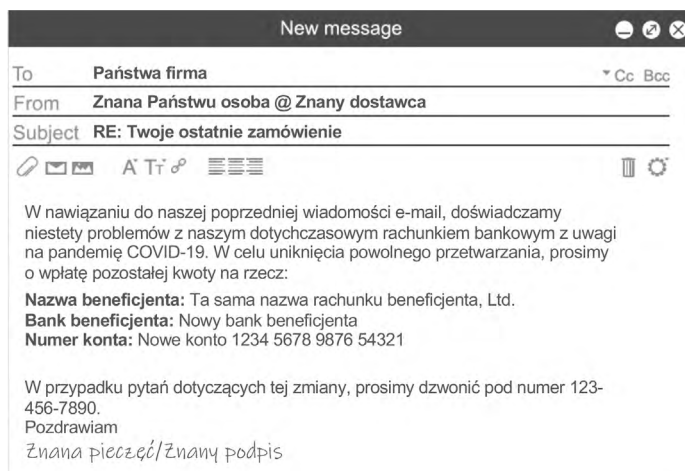 New message
To Państwa firma Cc Bcc
From Znana Państwu osoba @ Znany dostawca
Subject RE: Twoje ostatnie zamówienie
W nawiązaniu do naszej poprzedniej wiadomości e-mail, doświadczamy
niestety problemów z naszym dotychczasowym rachunkiem bankowym z uwagi
na pandemię COVID-19. W celu uniknięcia powolnego przetwarzania, prosimy
o wpłatę pozostałej kwoty na rzecz:
Nazwa beneficjenta: Ta sama nazwa rachunku beneficjenta, Ltd.
Bank beneficjenta: Nowy bank beneficjenta
Numer konta: Nowe konto 1234 5678 9876 54321
W przypadku pytań dotyczących tej zmiany, prosimy dzwonić pod numer 123-
456-7890.
Pozdrawiam
Znana pieczęć/Znany podpis